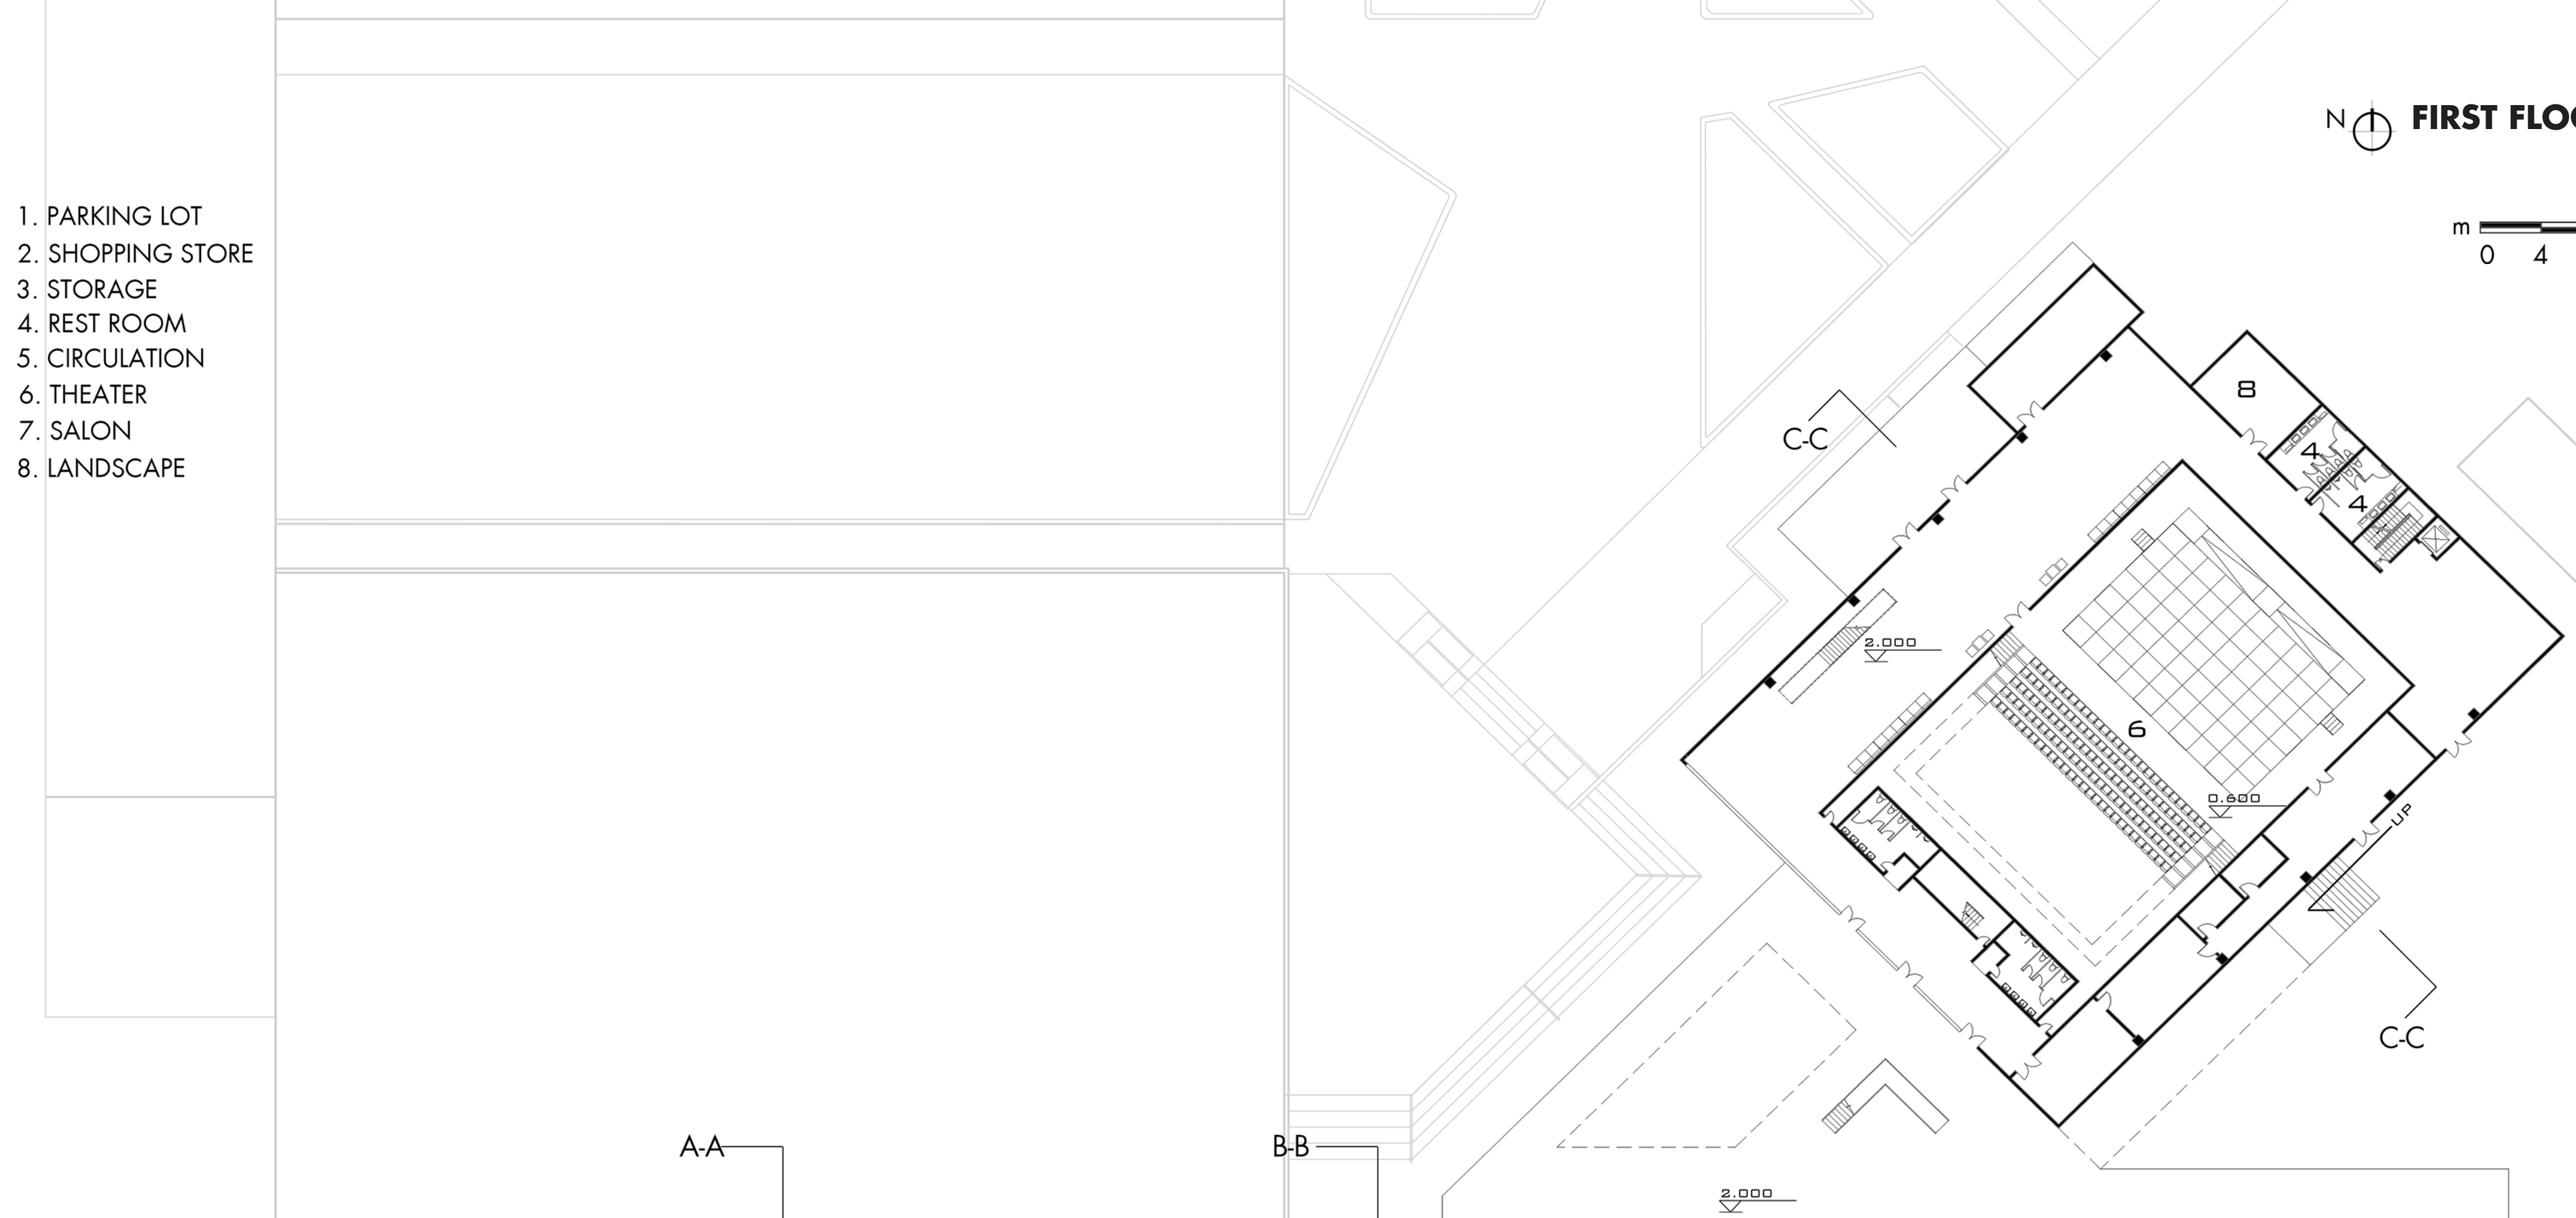 N
FIRST FLOO
1. PARKING LOT
2. SHOPPING STORE
3. STORAGE
4. REST ROOM
5. CIRCULATION
6. THEATER
7. SALON
8. LANDSCAPE
m
0 4
8
C-C
4
4
2.000
6
0.600
UP
C-C
A-A
B-B
2.000